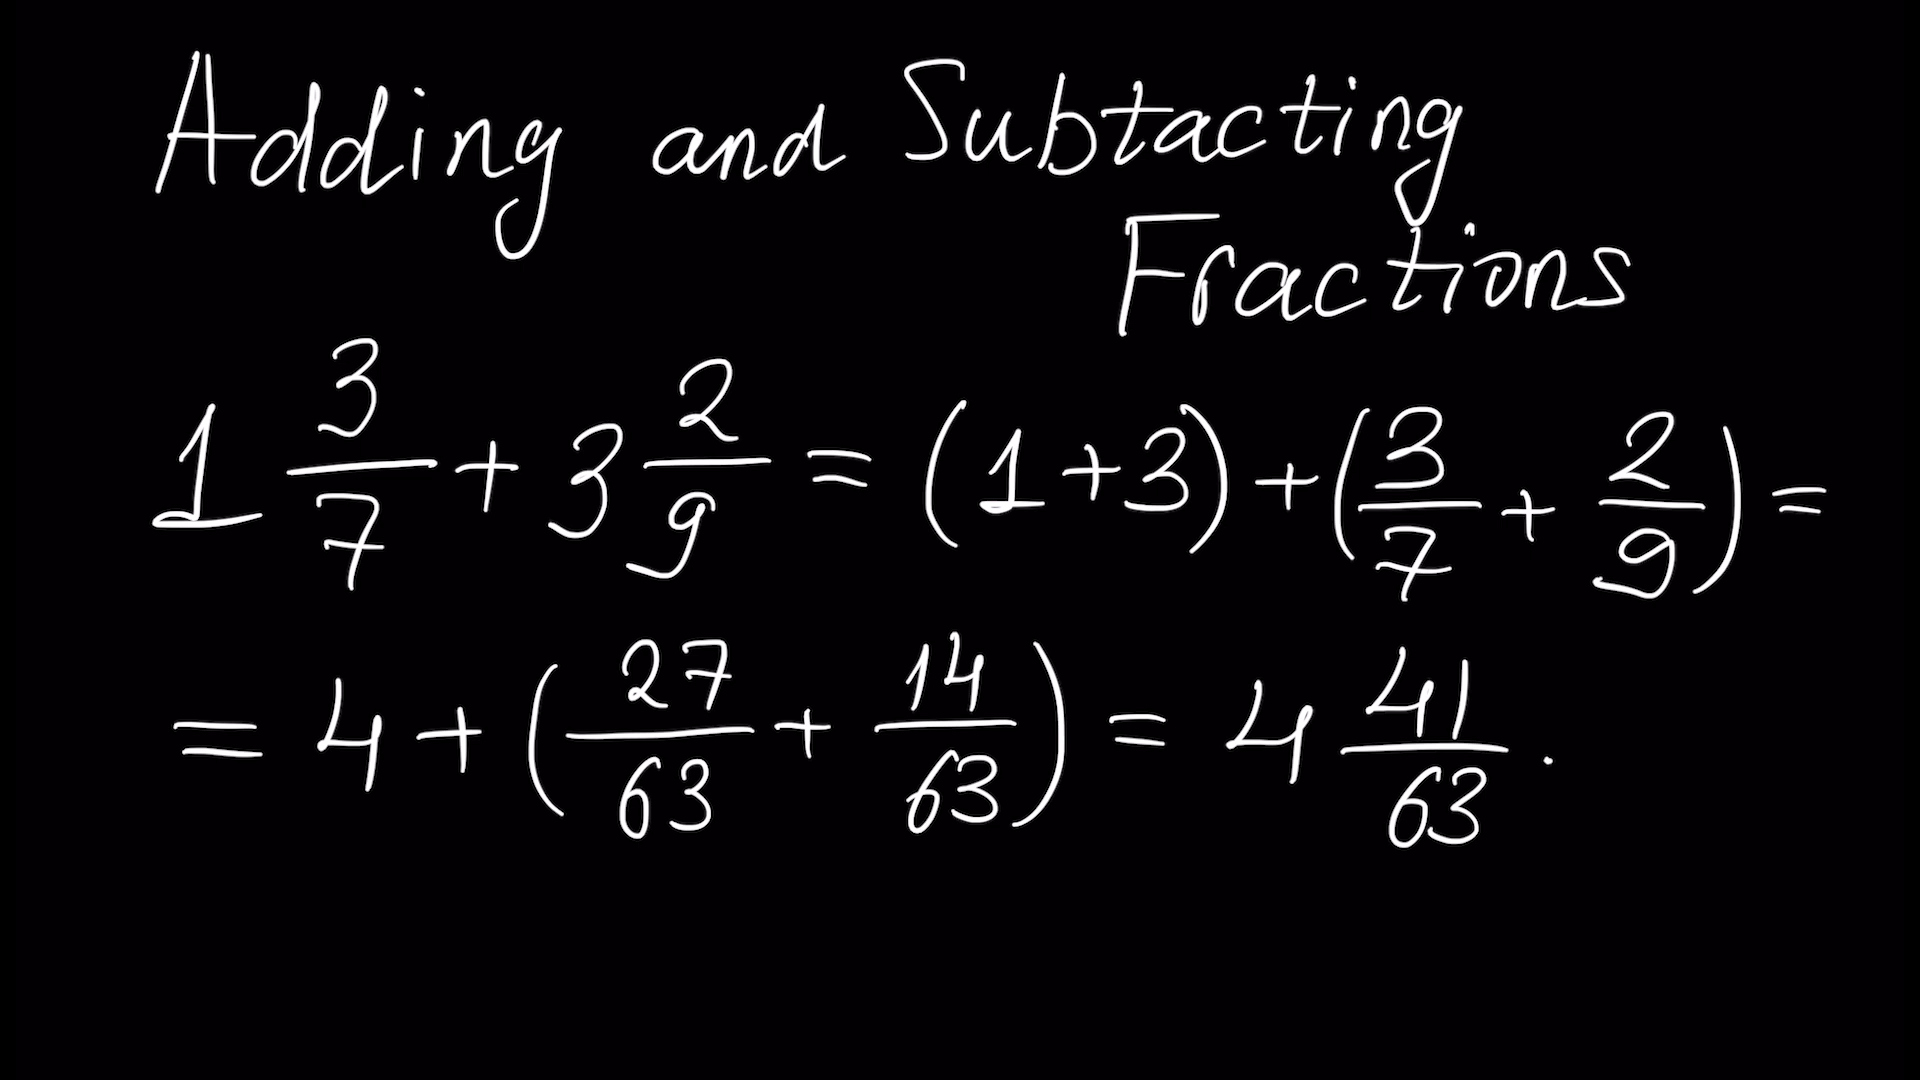 Adding and Subtacting
Fractions
1 3/7 + 3 2/9 = (1+3) + (3/7 + 2/9) =
= 4 + (27/63 + 14/63) = 4 41/63.